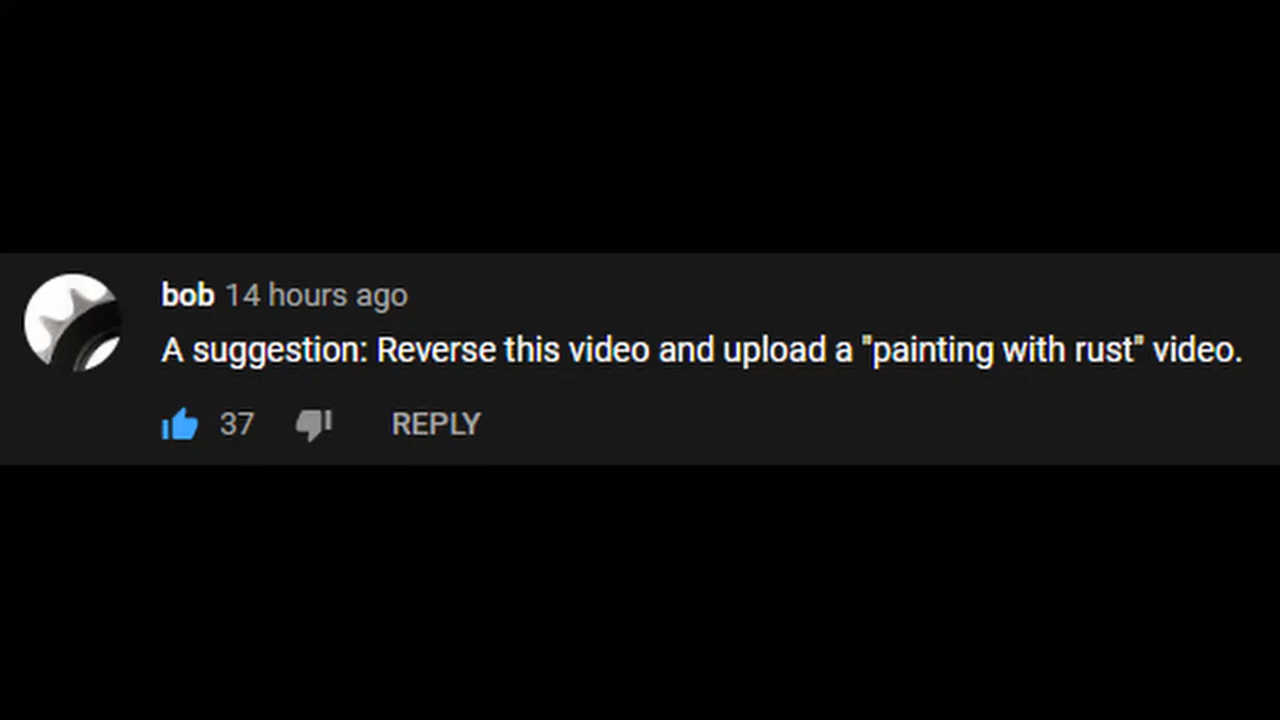 bob 14 hours ago
A suggestion: Reverse this video and upload a "painting with rust" video.
37 REPLY